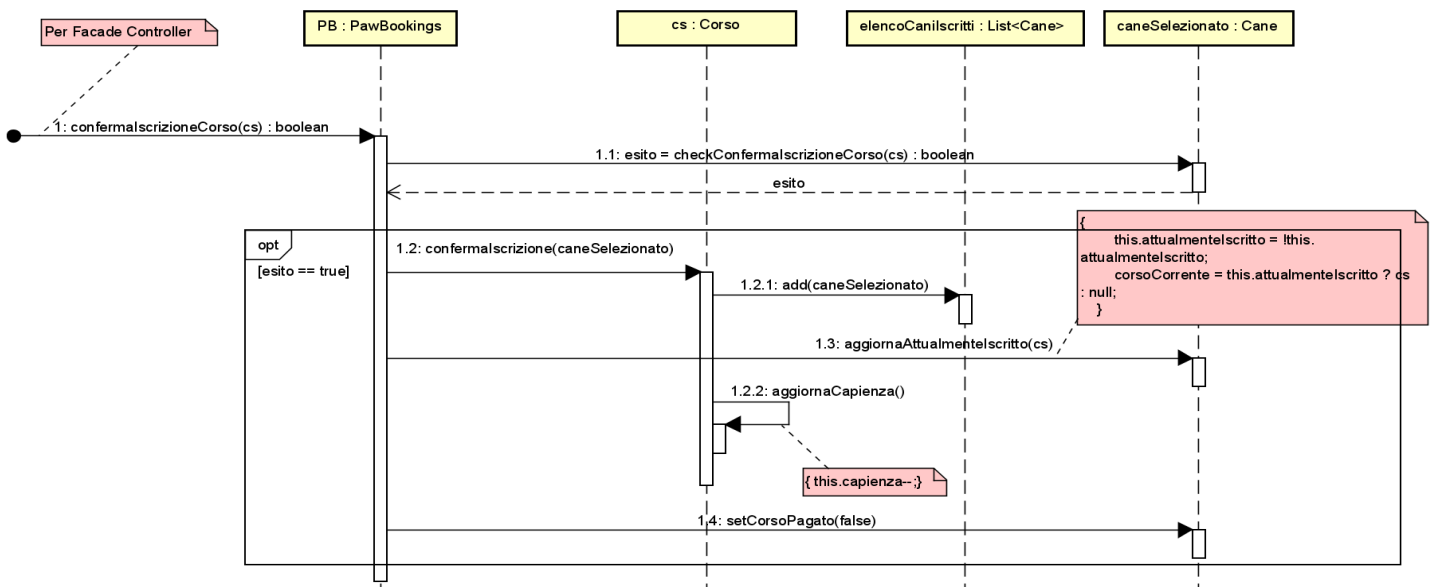 Per Facade Controller
PB : PawBookings
cs : Corso
elencoCaniIscritti : List<Cane>
caneSelezionato : Cane
1: confermaIscrizioneCorso(cs) : boolean
1.1: esito = checkConfermaIscrizioneCorso(cs) : boolean
esito
opt
[esito == true]
1.2: confermaIscrizione(caneSelezionato)
{
this.attualmenteIscritto = !this.
attualmenteIscritto;
corsoCorrente = this.attualmenteIscritto ? cs
: null;
}
1.2.1: add(caneSelezionato)
1.3: aggiornaAttualmenteIscritto(cs)
1.2.2: aggiornaCapienza()
{ this.capienza--;}
1.4: setCorsoPagato(false)